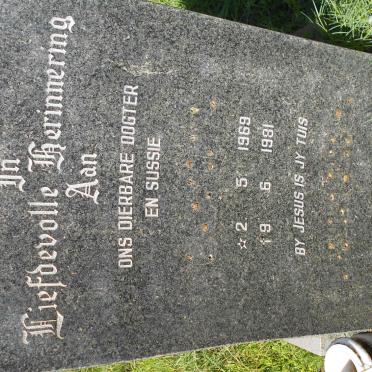 In
Liefdevolle Herinnering
Aan
ONS DIERBARE DOGTER
EN SUSSIE
☆ 2 5 1969
9 6 1981
BY JESUS IS JY TUIS